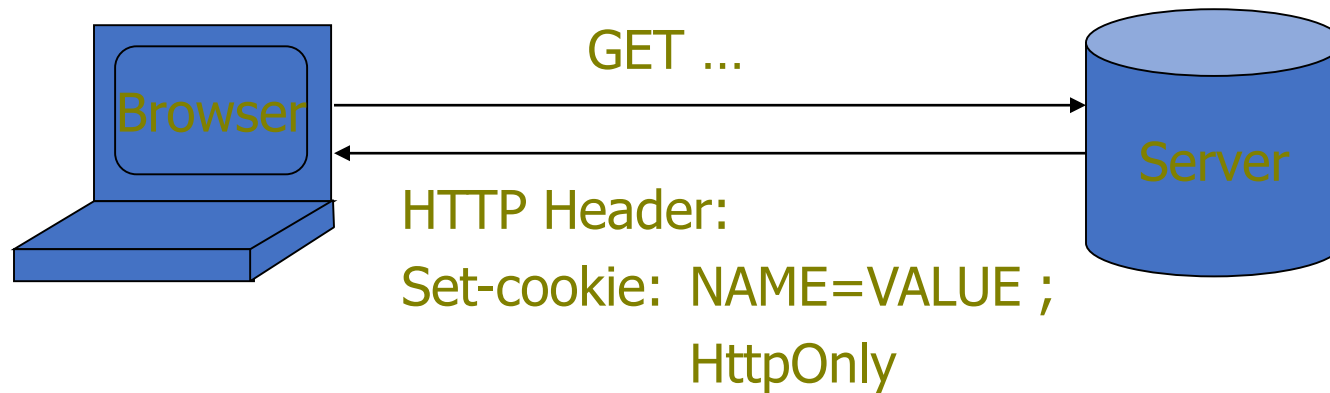 GET ...
Browser
Server
HTTP Header:
Set-cookie: NAME=VALUE ;
HttpOnly